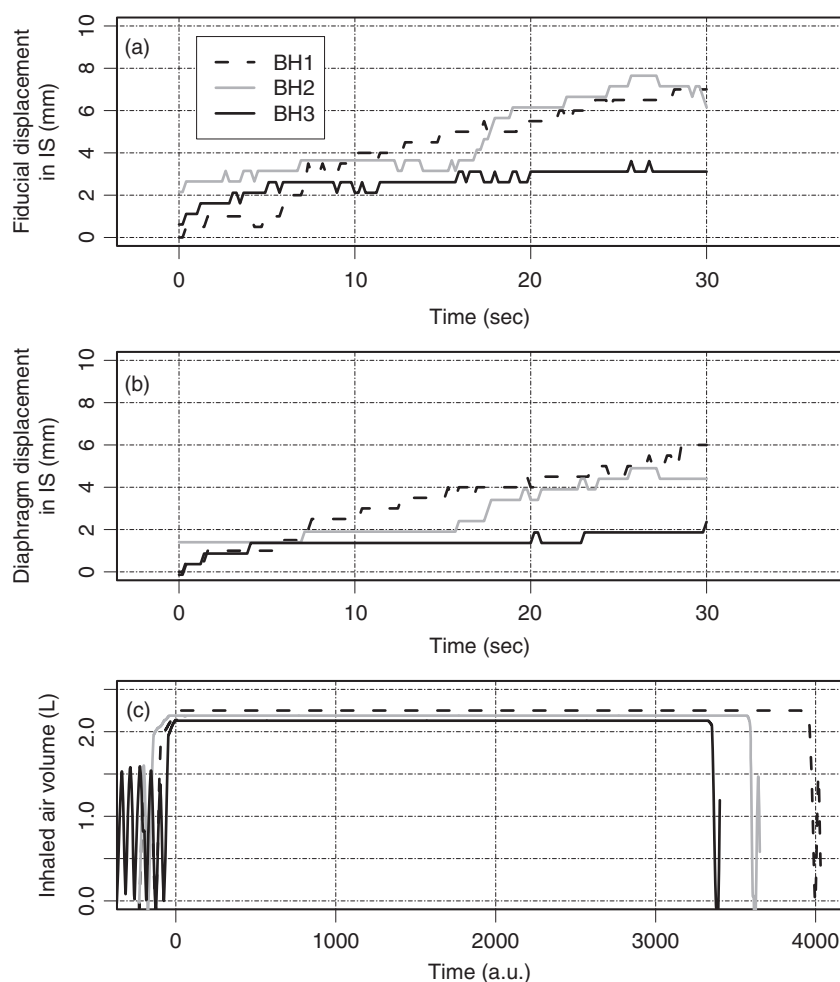 (a)
BH1
BH2
BH3
Fiducial displacement
in IS (mm)
0 2 4 6 8 10
0 10 20 30
Time (sec)
(b)
Diaphragm displacement
in IS (mm)
0 2 4 6 8 10
0 10 20 30
Time (sec)
(c)
Inhaled air volume (L)
0.0 1.0 2.0
0 1000 2000 3000 4000
Time (a.u.)